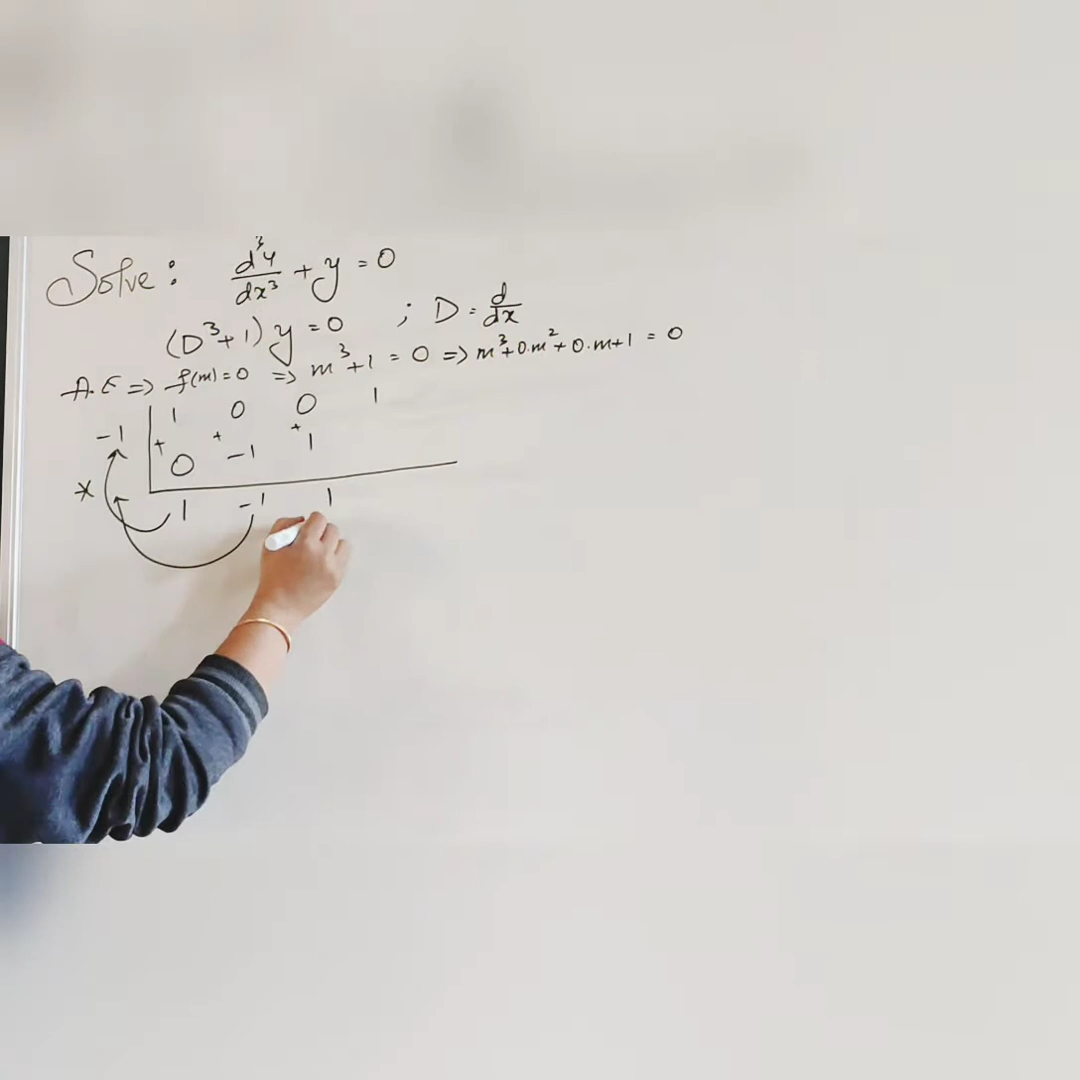 Solve: d³y/dx³ + y = 0
(D³+1) y = 0 ; D = d/dx
A.E => f(m)=0 => m³+1 = 0 => m³+0.m²+0.m+1 = 0
-1 | 1 0 0 1
* + 0 + -1 + 1
1 -1 1